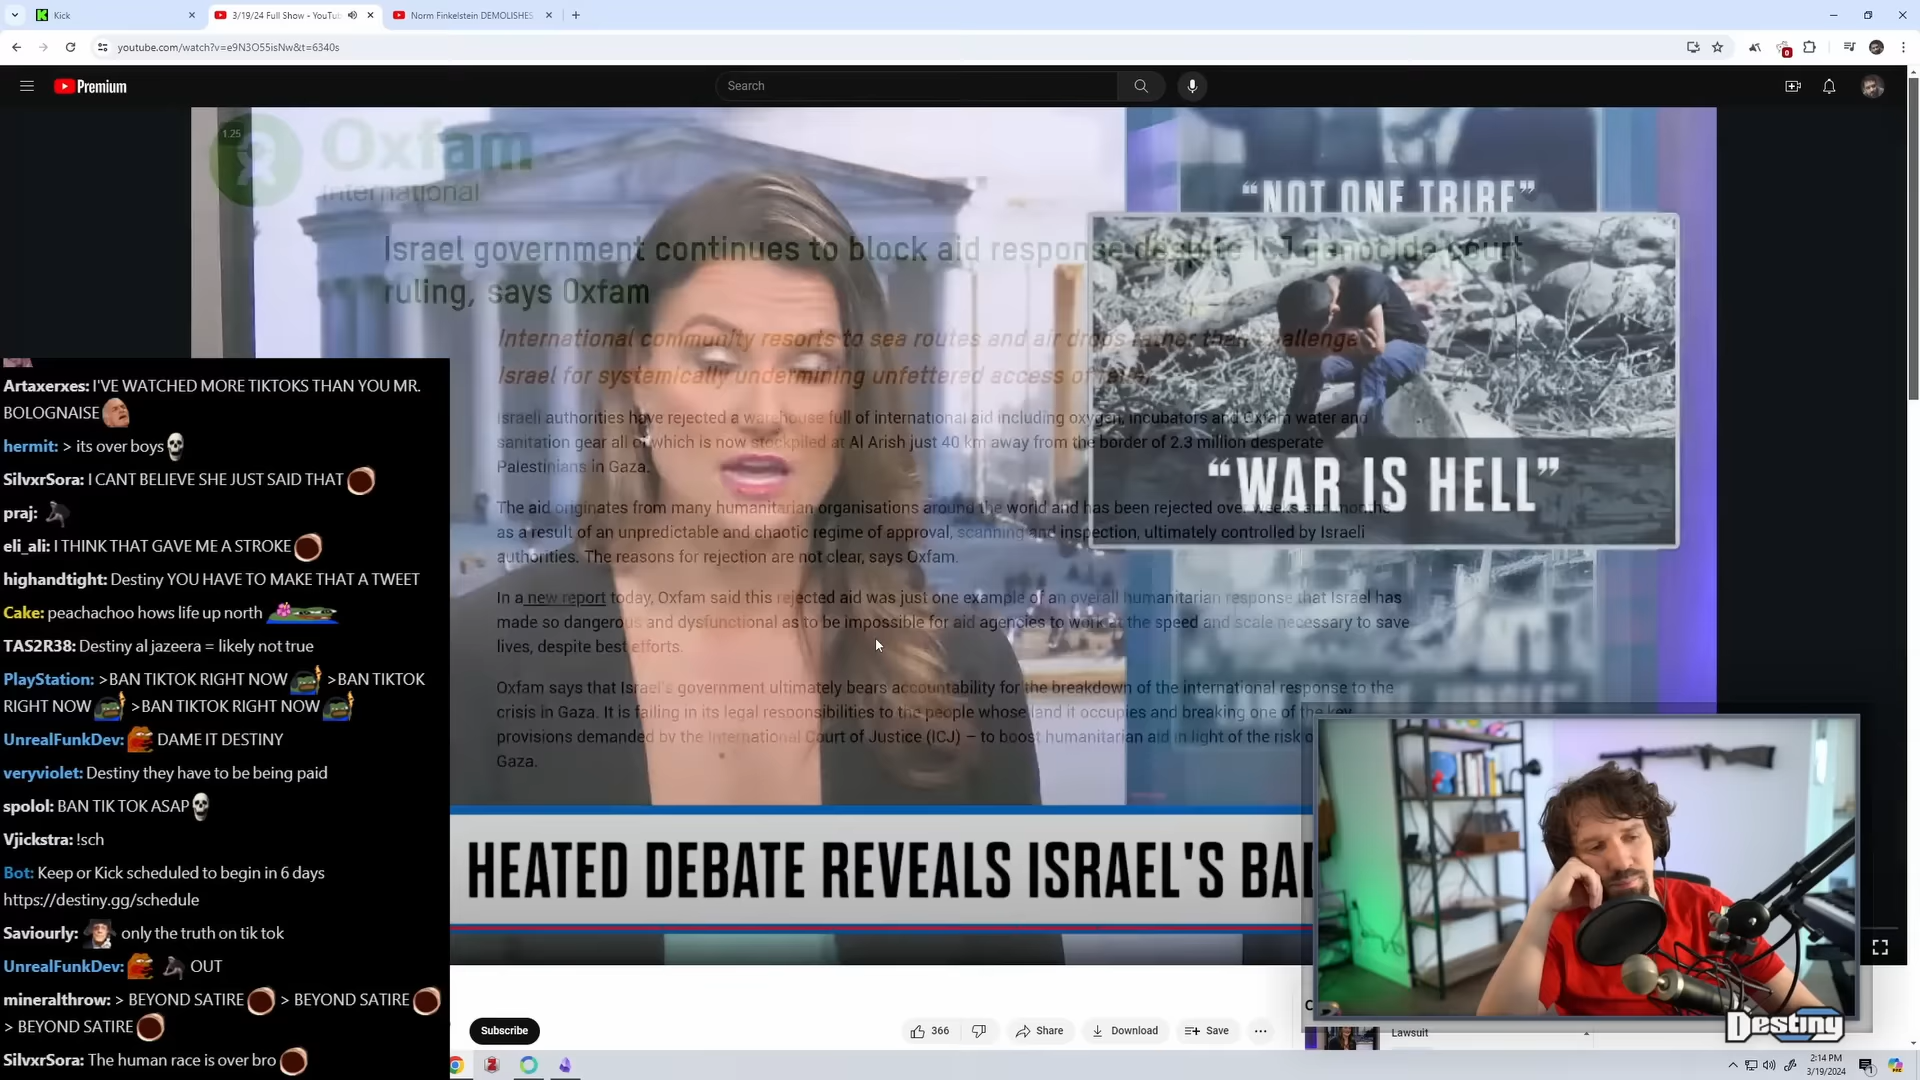 Kick
3/19/24 Full Show - YouTu
Norm Finkelstein DEMOLISHES
youtube.com/watch?v=e9N3O55isNw&t=6340s
0
Premium
Search
1.25
Oxfam
International
"NOT ONE TRIBE"
Israel government continues to block aid response despite ICJ genocide court
ruling, says Oxfam
International community resorts to sea routes and air drops rather than challenge
Israel for systemically undermining unfettered access of
Israeli authorities have rejected a warehouse full of international aid including oxygen, incubators and Oxfam water and
sanitation gear all of which is now stockpiled at Al Arish just 40 km away from the border of 2.3 million desperate
Palestinians in Gaza.
"WAR IS HELL"
The aid originates from many humanitarian organisations around the world and has been rejected over weeks and months
as a result of an unpredictable and chaotic regime of approval, scanning and inspection, ultimately controlled by Israeli
authorities. The reasons for rejection are not clear, says Oxfam.
In a new report today, Oxfam said this rejected aid was just one example of an overall humanitarian response that Israel has
made so dangerous and dysfunctional as to be impossible for aid agencies to work at the speed and scale necessary to save
lives, despite best efforts.
Oxfam says that Israel's government ultimately bears accountability for the breakdown of the international response to the
crisis in Gaza. It is failing in its legal responsibilities to the people whose land it occupies and breaking one of the key
provisions demanded by the International Court of Justice (ICJ) – to boost humanitarian aid in light of the risk o
Gaza.
HEATED DEBATE REVEALS ISRAEL'S BA
Artaxerxes: I'VE WATCHED MORE TIKTOKS THAN YOU MR.
BOLOGNAISE
hermit: > its over boys
SilvxrSora: I CANT BELIEVE SHE JUST SAID THAT
praj:
eli_ali: I THINK THAT GAVE ME A STROKE
highandtight: Destiny YOU HAVE TO MAKE THAT A TWEET
Cake: peachachoo hows life up north
TAS2R38: Destiny al jazeera = likely not true
PlayStation: >BAN TIKTOK RIGHT NOW >BAN TIKTOK
RIGHT NOW >BAN TIKTOK RIGHT NOW
UnrealFunkDev: DAME IT DESTINY
veryviolet: Destiny they have to be being paid
spolol: BAN TIK TOK ASAP
Vjickstra: !sch
Bot: Keep or Kick scheduled to begin in 6 days
https://destiny.gg/schedule
Saviourly: only the truth on tik tok
UnrealFunkDev: OUT
mineralthrow: > BEYOND SATIRE > BEYOND SATIRE
> BEYOND SATIRE
SilvxrSora: The human race is over bro
Subscribe
366
Share
Download
Save
C
Lawsuit
Destiny
2:14 PM
3/19/2024
1